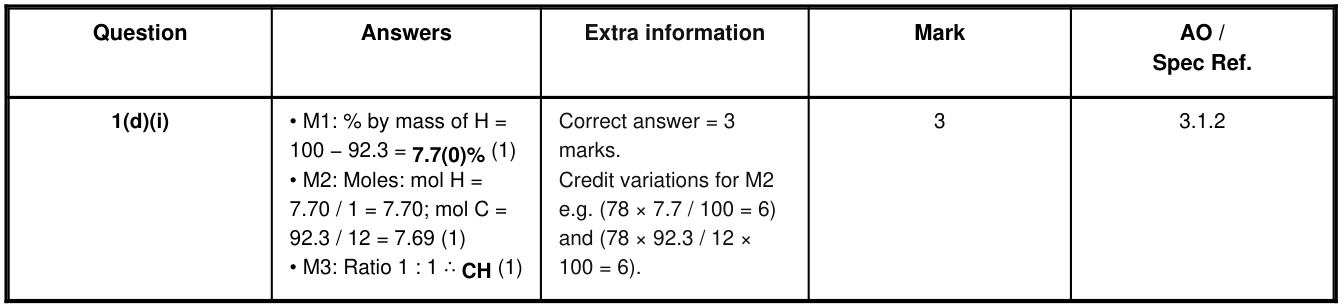 Question
Answers
Extra information
Mark
AO /
Spec Ref.
1(d)(i)
• M1: % by mass of H =
100 − 92.3 = 7.7(0)% (1)
• M2: Moles: mol H =
7.70 / 1 = 7.70; mol C =
92.3 / 12 = 7.69 (1)
• M3: Ratio 1 : 1 ∴ CH (1)
Correct answer = 3
marks.
Credit variations for M2
e.g. (78 × 7.7 / 100 = 6)
and (78 × 92.3 / 12 ×
100 = 6).
3
3.1.2